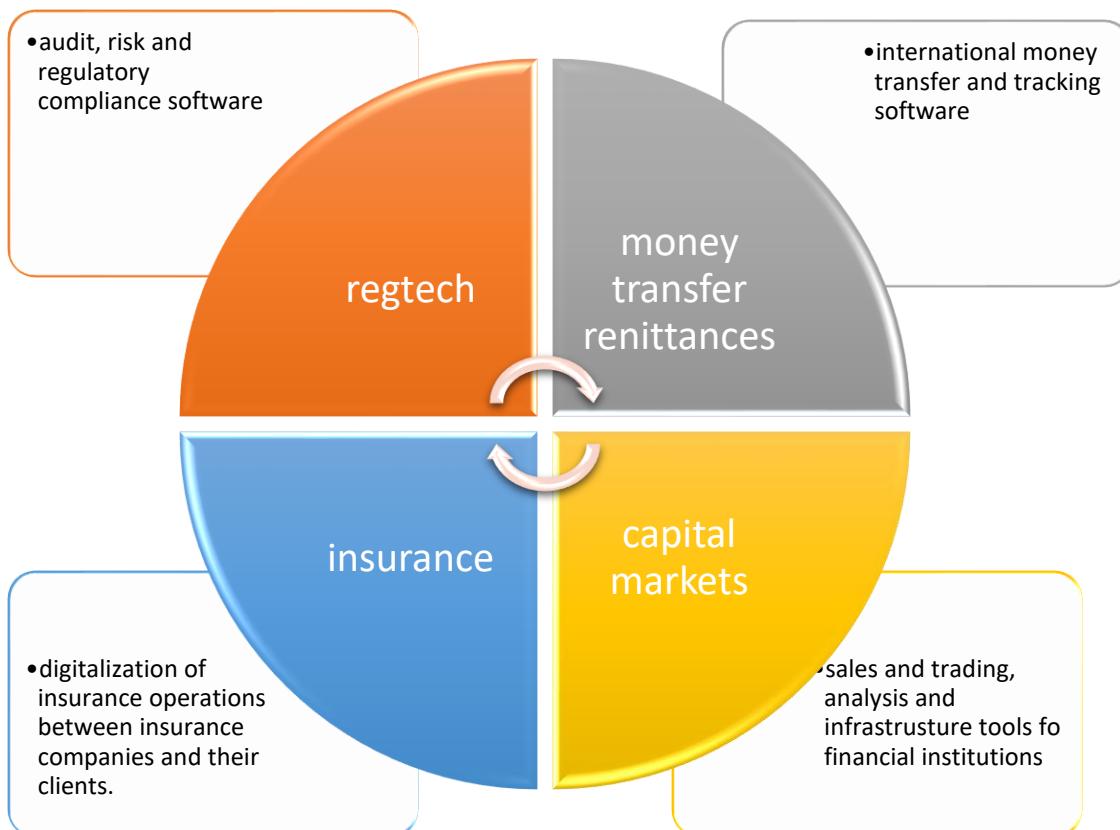 •audit, risk and
regulatory
compliance software
•international money
transfer and tracking
software
regtech
money
transfer
renittances
insurance
capital
markets
•digitalization of
insurance operations
between insurance
companies and their
clients.
•sales and trading,
analysis and
infrastrusture tools fo
financial institutions